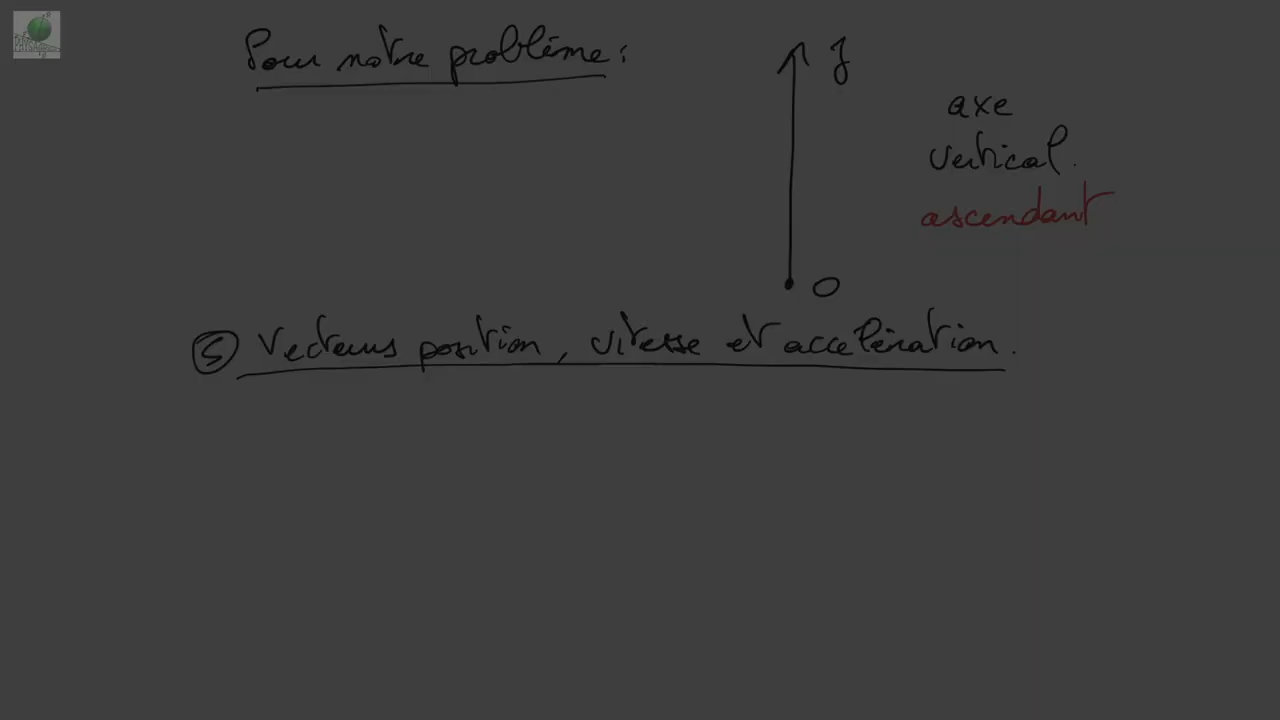 Pour notre problème :
z
axe
vertical.
ascendant
O
⑤ Vecteurs position, vitesse et accélération.